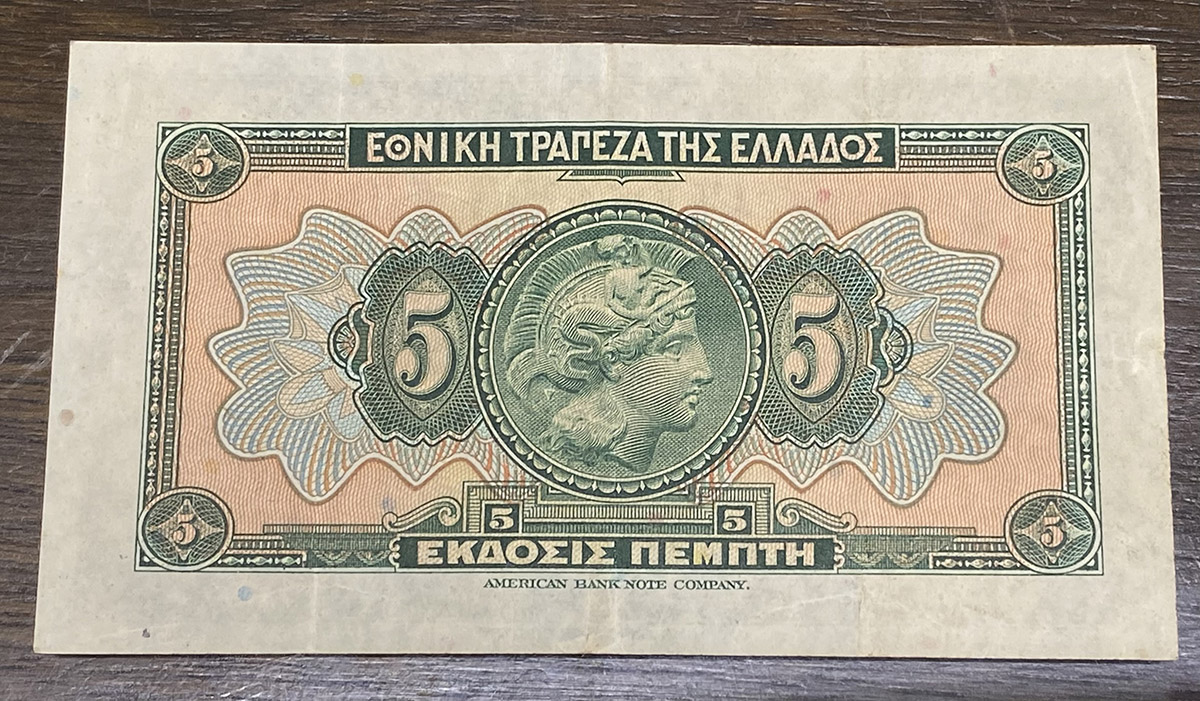 5 ΕΘΝΙΚΗ ΤΡΑΠΕΖΑ ΤΗΣ ΕΛΛΑΔΟΣ 5
5 5
5 5
5 ΕΚΔΟΣΙΣ ΠΕΜΠΤΗ 5
AMERICAN BANK NOTE COMPANY.